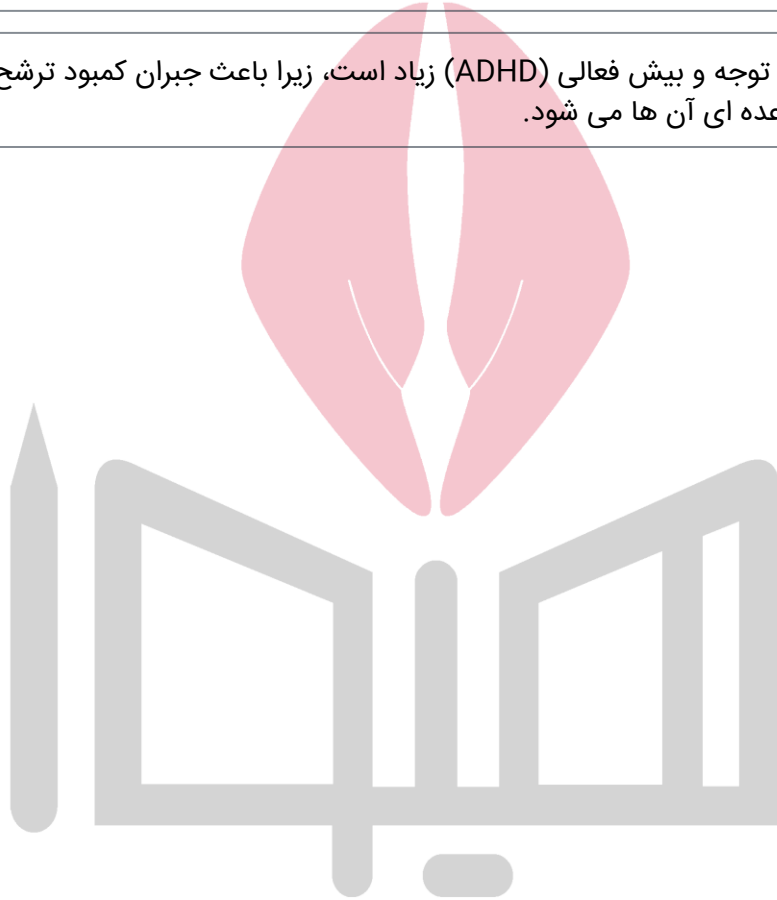 توجه و بیش فعالی (ADHD) زیاد است، زیرا باعث جبران کمبود ترشح
عده ای آن ها می شود.